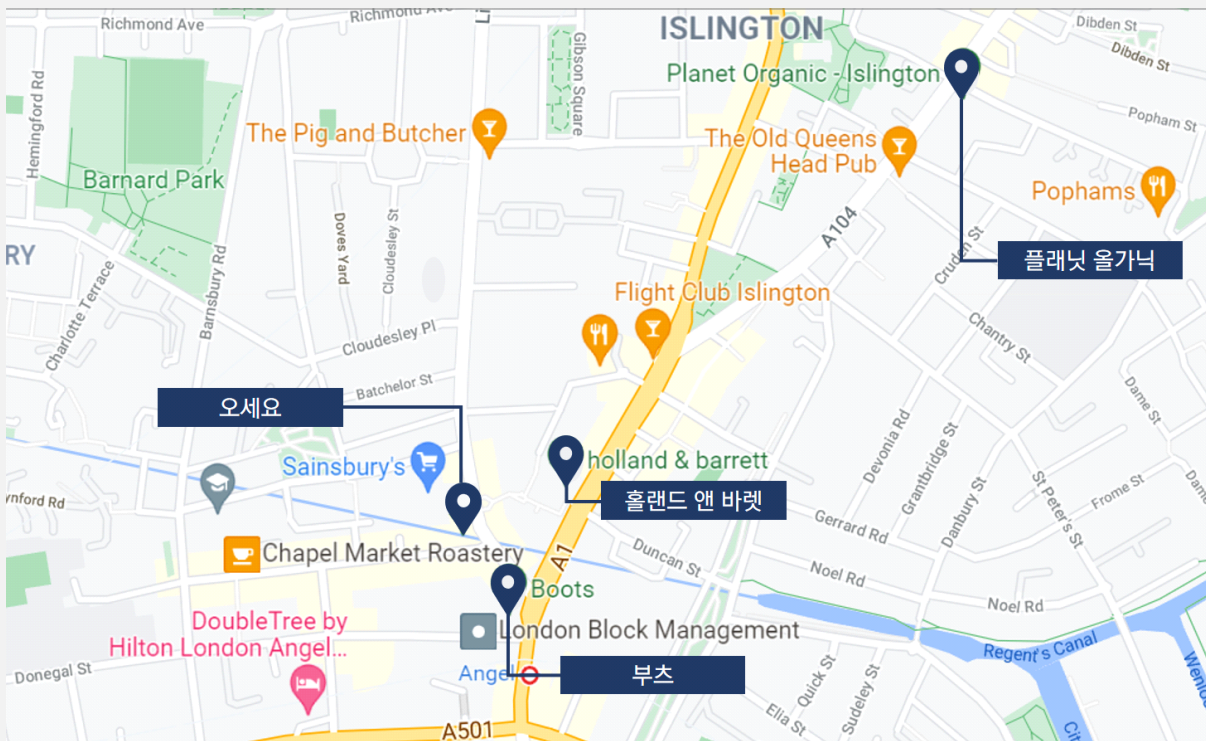 Richmond Ave
Richmond Ave
Li
ISLINGTON
Dibden St
Dibden St
Gibson Square
Hemingford Rd
Planet Organic - Islington
Popham St
The Pig and Butcher
The Old Queens
Head Pub
Barnard Park
Pophams
RY
Doves Yard
Cloudesley St
A104
Cruden St
플래닛 올가닉
Barnsbury Rd
Charlotte Terrace
Flight Club Islington
Cloudesley Pl
Chantry St
Batchelor St
Dame St
오세요
Devonia Rd
Grantbridge St
Sainsbury's
holland & barrett
Danbury St
St Peter's St
Frome St
Dam
ynford Rd
홀랜드 앤 바렛
Gerrard Rd
Chapel Market Roastery
A1
Duncan St
Noel Rd
Noel Rd
Boots
DoubleTree by
Hilton London Angel...
London Block Management
Regent's Canal
Wenlo
Donegal St
Angel
부츠
Quick St
Sudeley St
Elia St
City
A501